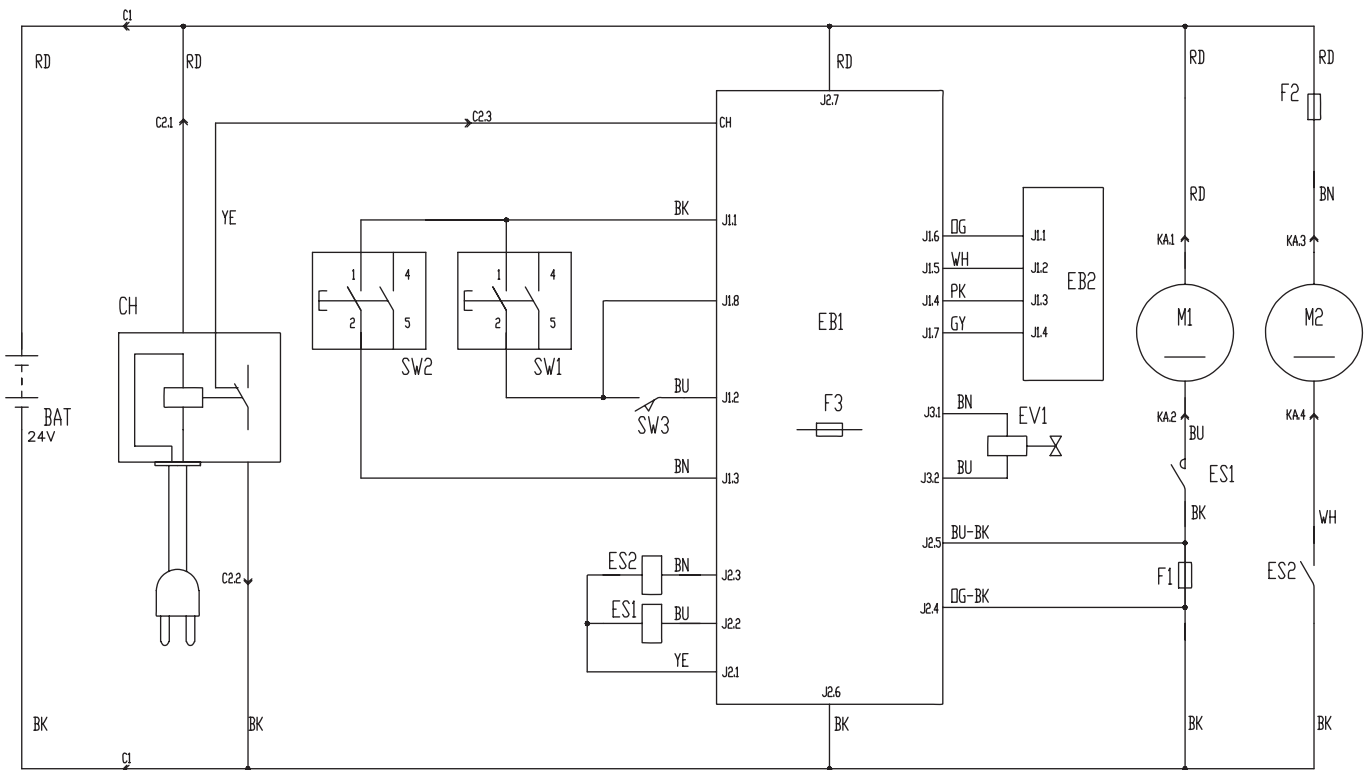 C1
RD
RD
RD
RD
RD
F2
J2.7
C2.1
C2.3
CH
YE
BK
J1.1
RD
BN
J1.6
OG
J1.1
KA.1
KA.3
J1.5
WH
J1.2
EB2
1
4
1
4
J1.8
J1.4
PK
J1.3
CH
2
5
2
5
EB1
J1.7
GY
J1.4
M1
M2
SW2
SW1
BU
J1.2
BAT
24V
SW3
F3
J3.1
BN
EV1
KA.2
KA.4
BU
BN
J1.3
J3.2
BU
ES1
BK
WH
J2.5
BU-BK
ES2
BN
J2.3
F1
ES2
C2.2
ES1
BU
J2.2
J2.4
OG-BK
YE
J2.1
J2.6
BK
BK
BK
BK
BK
C1